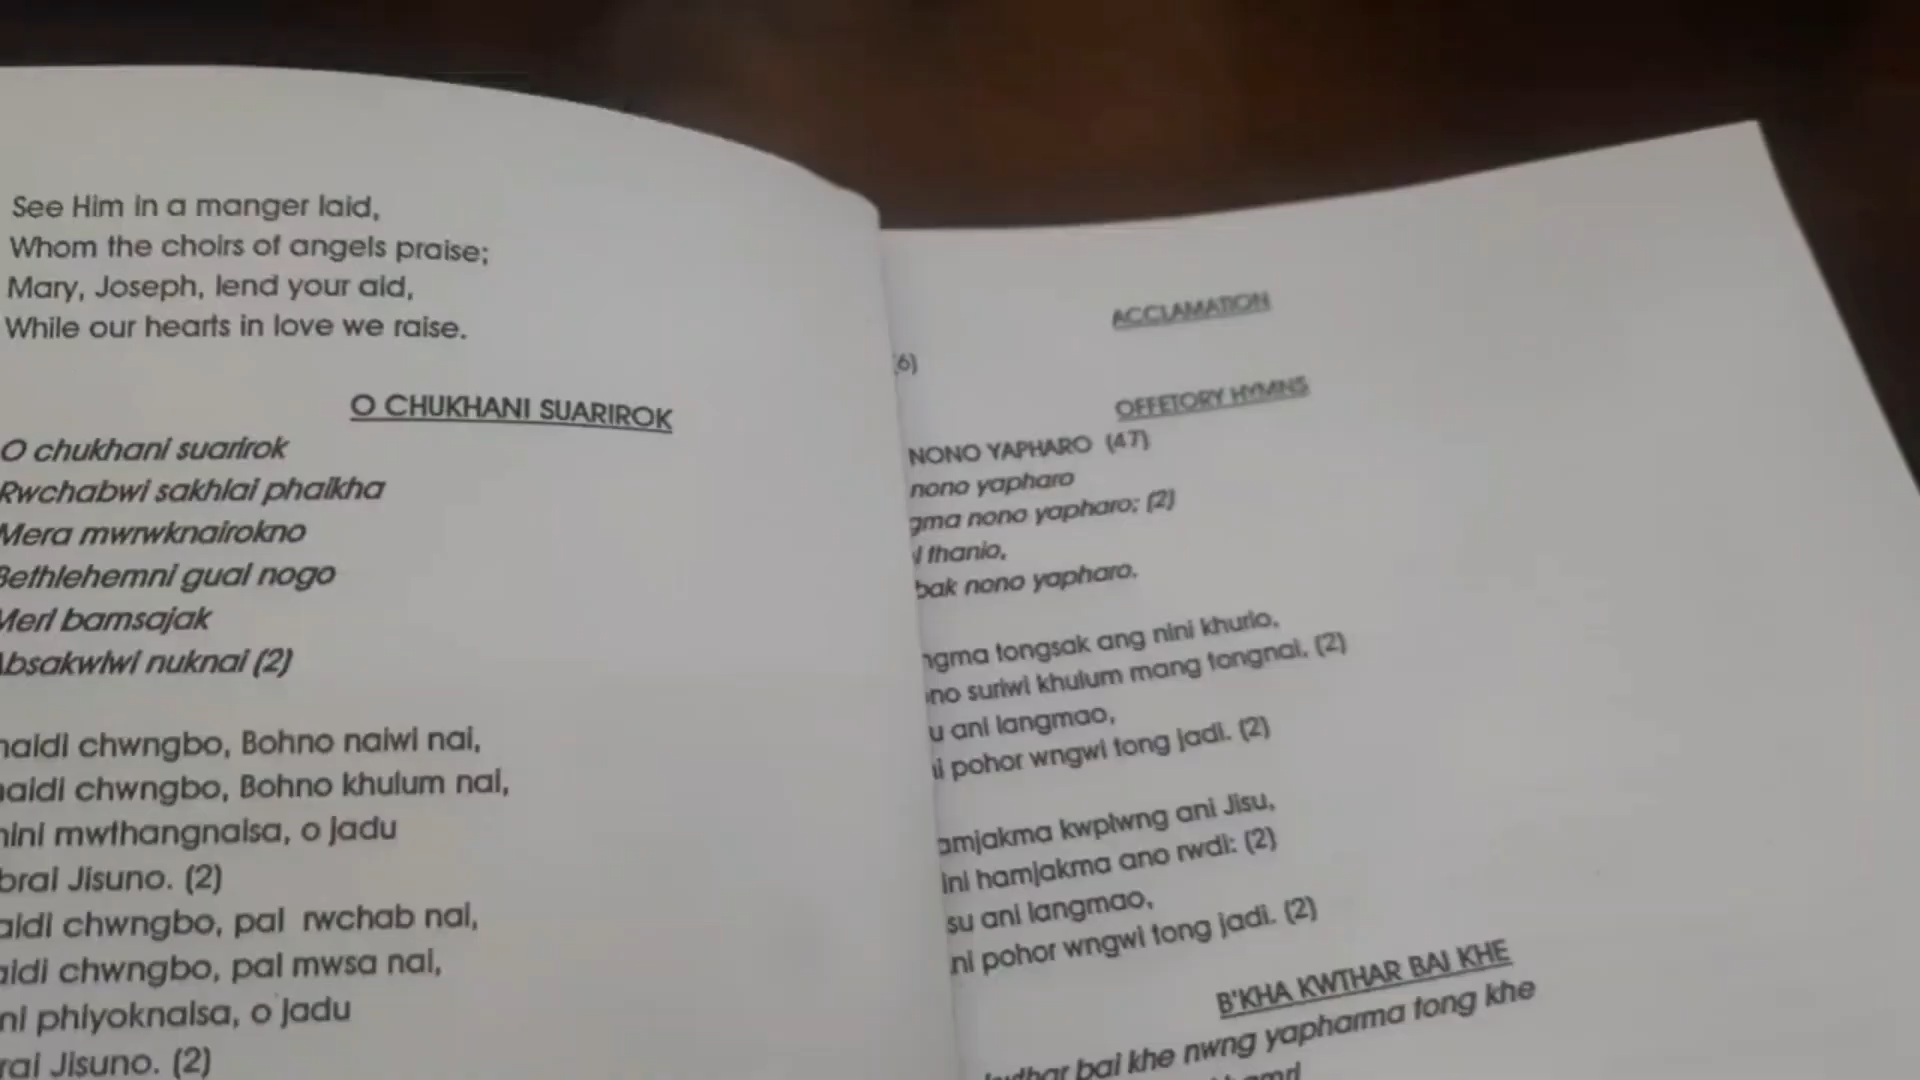 See Him in a manger laid,
Whom the choirs of angels praise;
Mary, Joseph, lend your aid,
While our hearts in love we raise.
O CHUKHANI SUARIROK
O chukhani suarirok
Rwchabwi sakhlai phaikha
Mera mwrwknairokno
Bethlehemni gual nogo
Meri bamsajak
Absakwlwi nuknai (2)
naidi chwngbo, Bohno naiwi nai,
naidi chwngbo, Bohno khulum nai,
nini mwthangnaisa, o jadu
brai Jisuno. (2)
aidi chwngbo, pal rwchab nai,
aidi chwngbo, pal mwsa nai,
ni phiyoknaisa, o jadu
rai Jisuno. (2)
ACCLAMATION
(6)
OFFETORY HYMNS
NONO YAPHARO (47)
nono yapharo
gma nono yapharo; (2)
thanio,
bak nono yapharo.
ngma tongsak ang nini khurio,
no suriwi khulum mang tongnai. (2)
u ani langmao,
ni pohor wngwi tong jadi. (2)
amjakma kwplwng ani Jisu,
ini hamjakma ano rwdi: (2)
su ani langmao,
ni pohor wngwi tong jadi. (2)
B'KHA KWTHAR BAI KHE
bai khe nwng yapharma tong khe